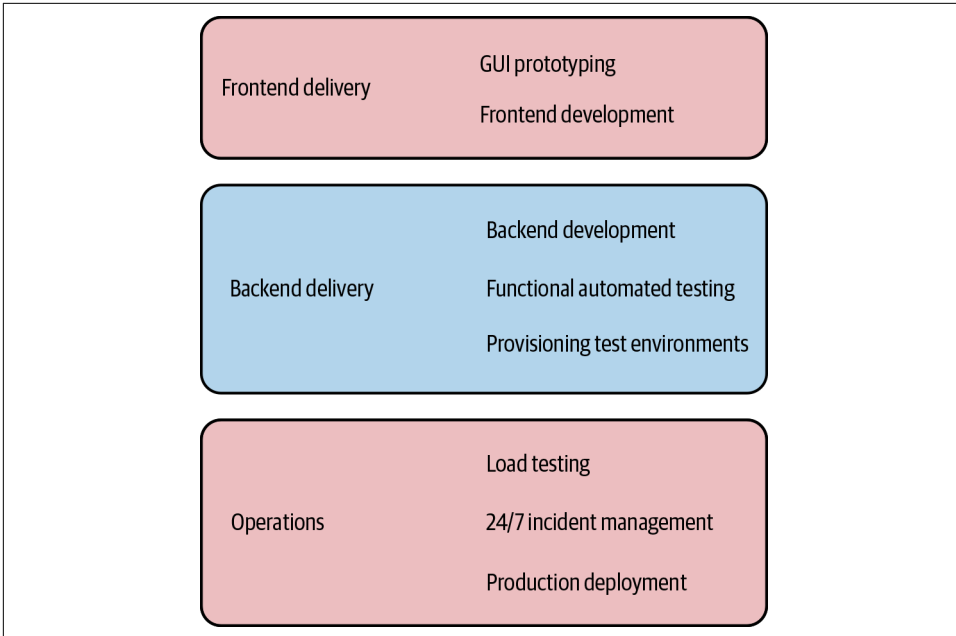 Frontend delivery
GUI prototyping
Frontend development
Backend delivery
Backend development
Functional automated testing
Provisioning test environments
Operations
Load testing
24/7 incident management
Production deployment